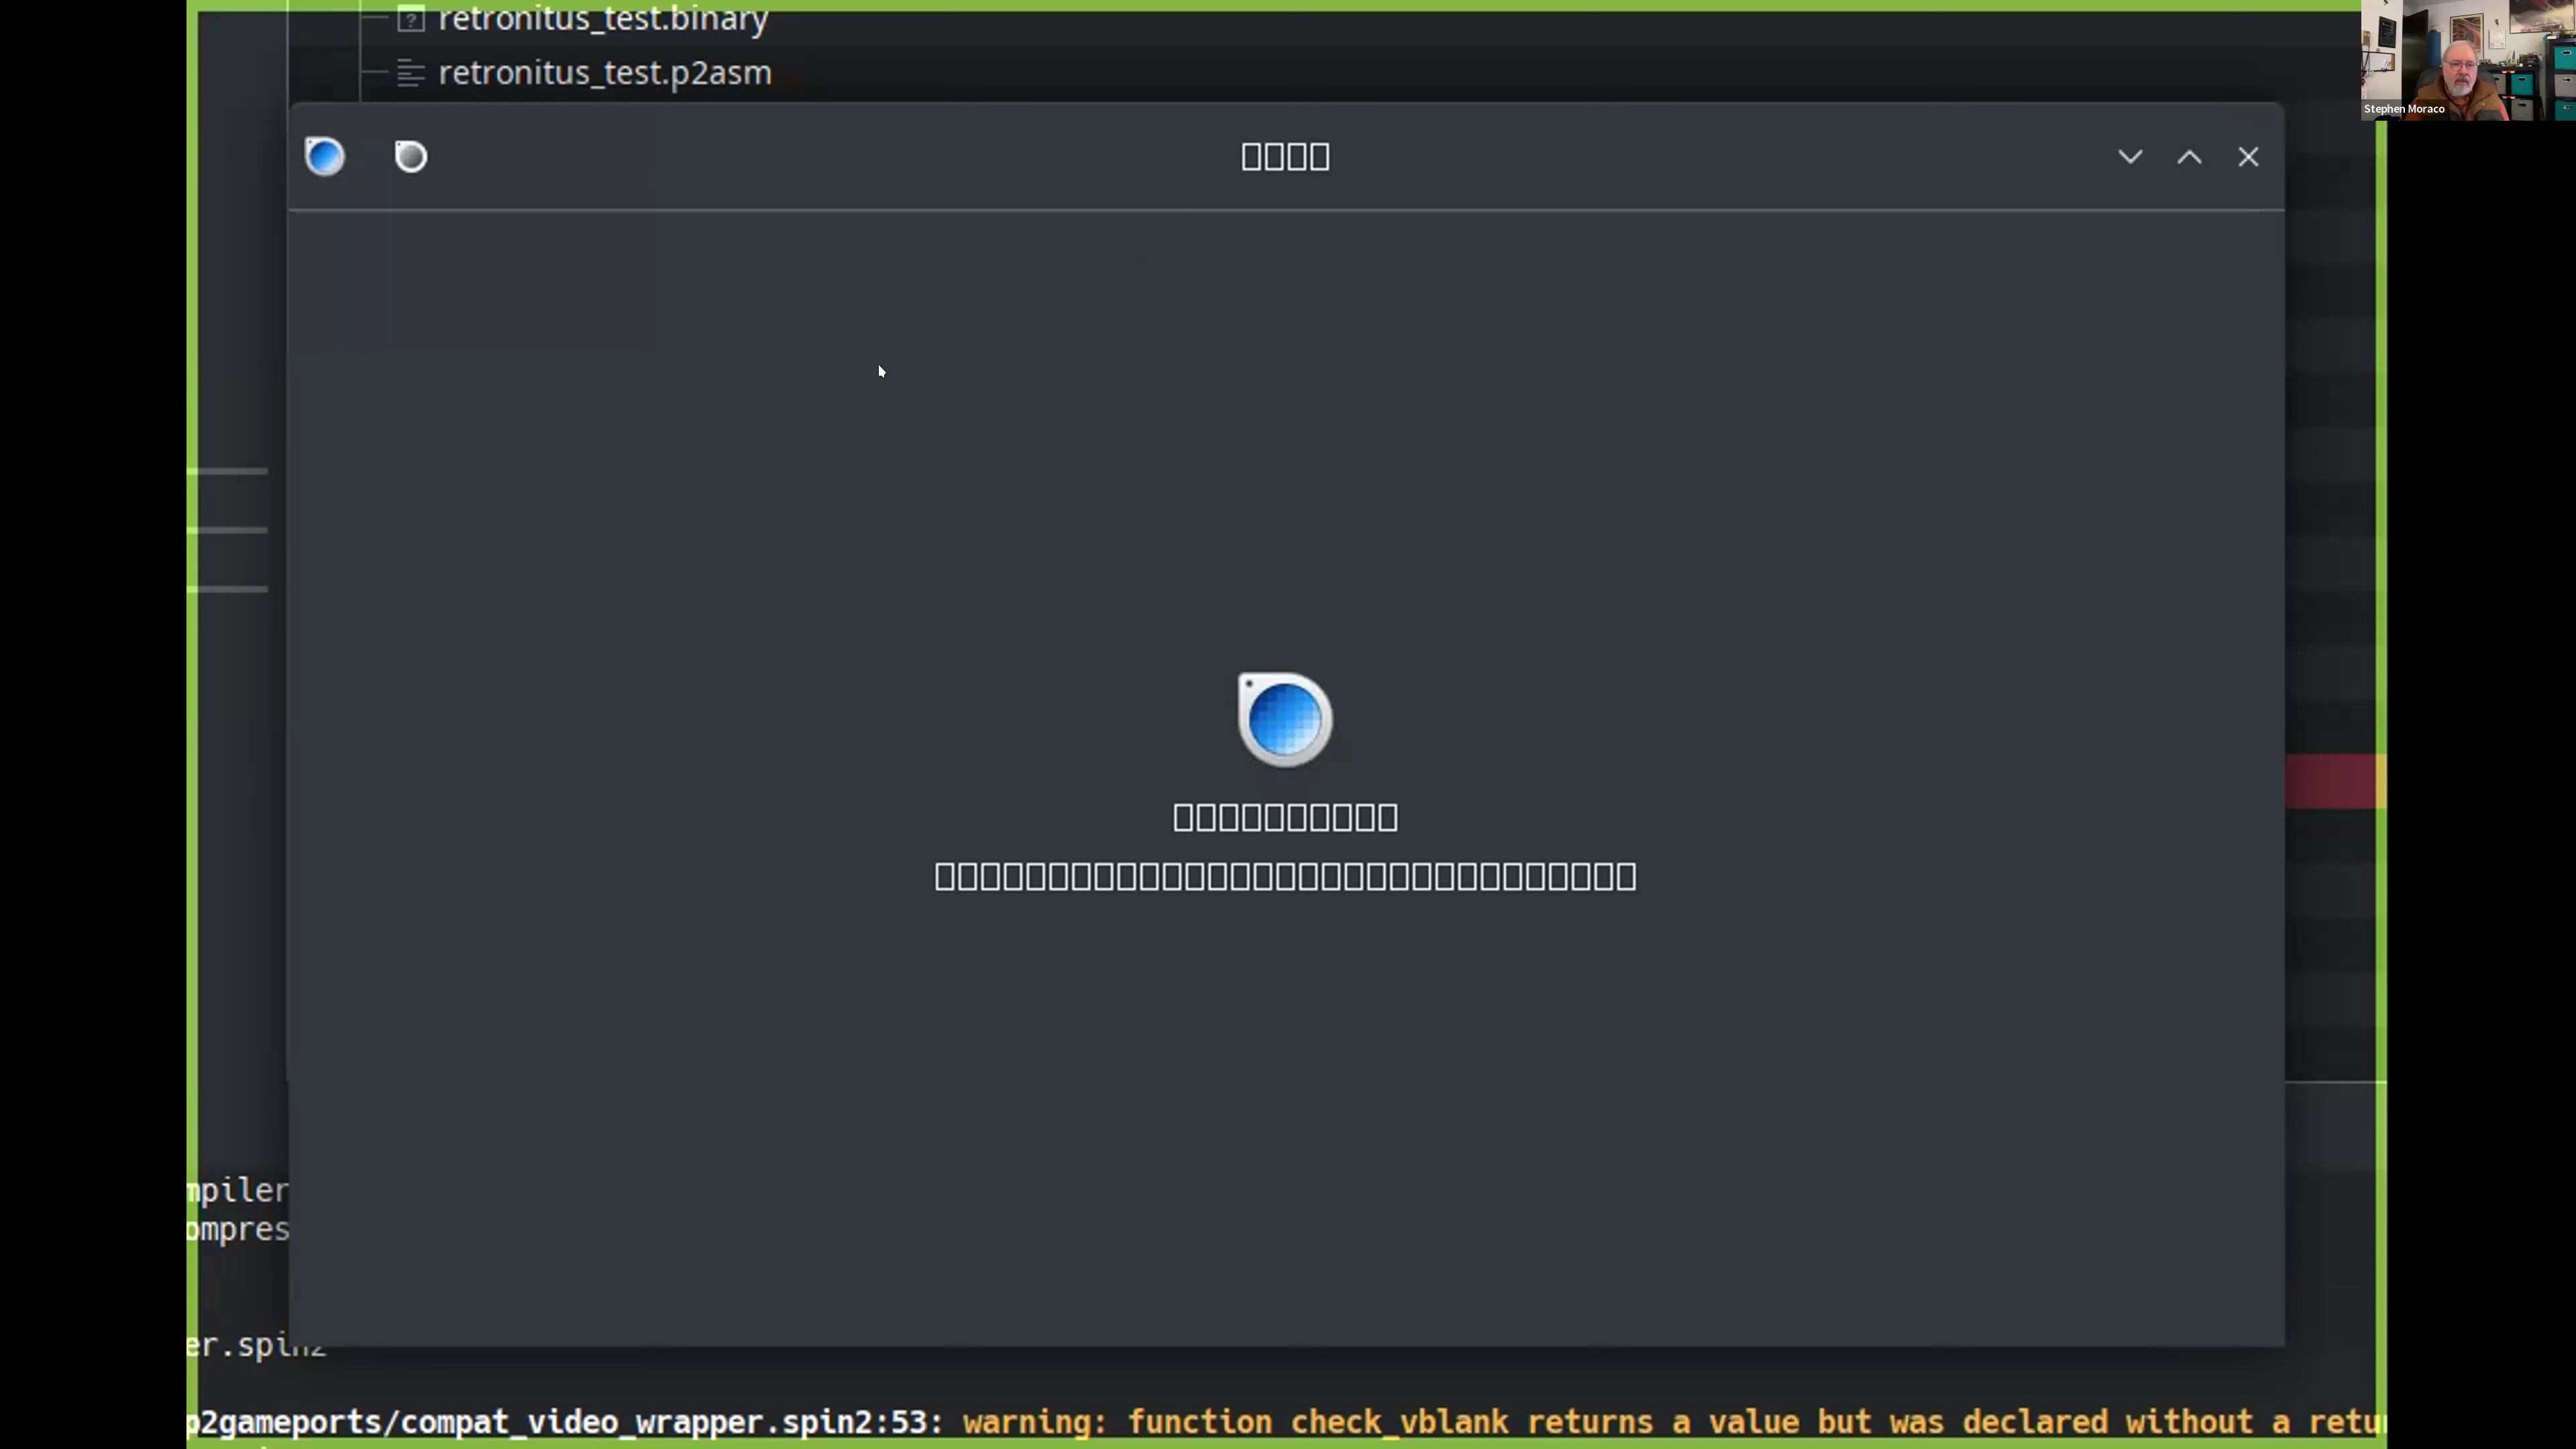 retronitus_test.binary
retronitus_test.p2asm
Stephen Moraco
mpiler
ompres
er.spin2
p2gameports/compat_video_wrapper.spin2:53: warning: function check_vblank returns a value but was declared without a retu